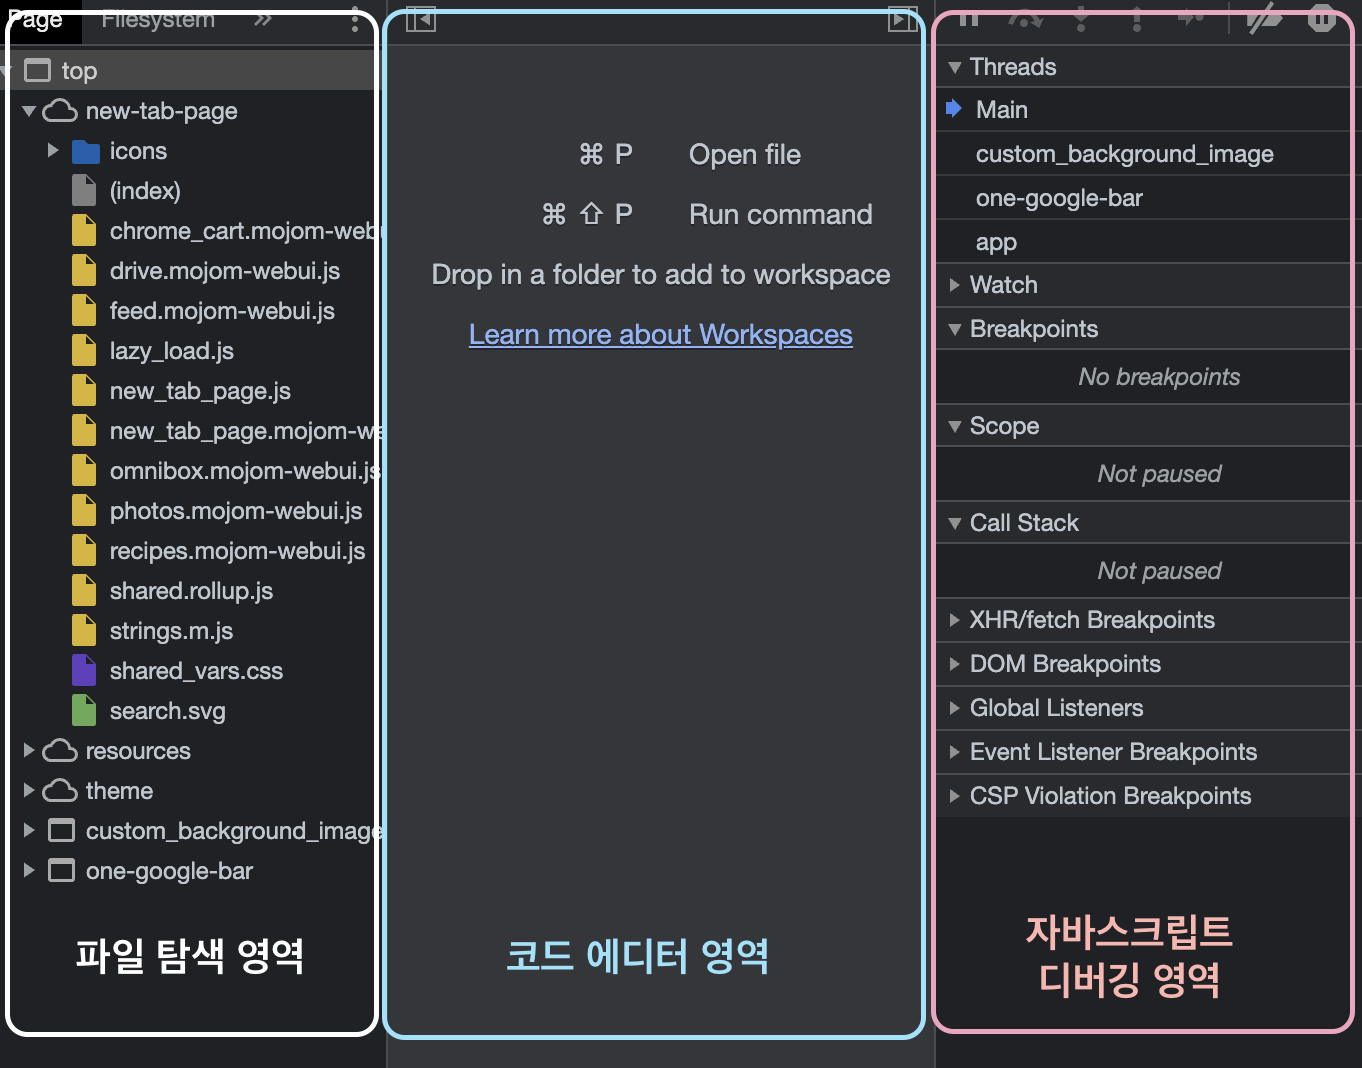 Page Filesystem »
top
new-tab-page
icons
(index)
chrome_cart.mojom-webu
drive.mojom-webui.js
feed.mojom-webui.js
lazy_load.js
new_tab_page.js
new_tab_page.mojom-we
omnibox.mojom-webui.js
photos.mojom-webui.js
recipes.mojom-webui.js
shared.rollup.js
strings.m.js
shared_vars.css
search.svg
resources
theme
custom_background_image
one-google-bar
파일 탐색 영역
⌘ P Open file
⌘ ⇧ P Run command
Drop in a folder to add to workspace
Learn more about Workspaces
코드 에디터 영역
Threads
Main
custom_background_image
one-google-bar
app
Watch
Breakpoints
No breakpoints
Scope
Not paused
Call Stack
Not paused
XHR/fetch Breakpoints
DOM Breakpoints
Global Listeners
Event Listener Breakpoints
CSP Violation Breakpoints
자바스크립트
디버깅 영역